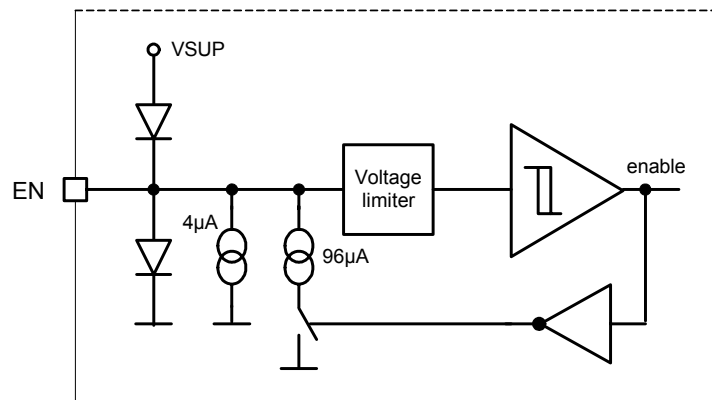 VSUP
enable
EN
Voltage
limiter
4µA
96µA